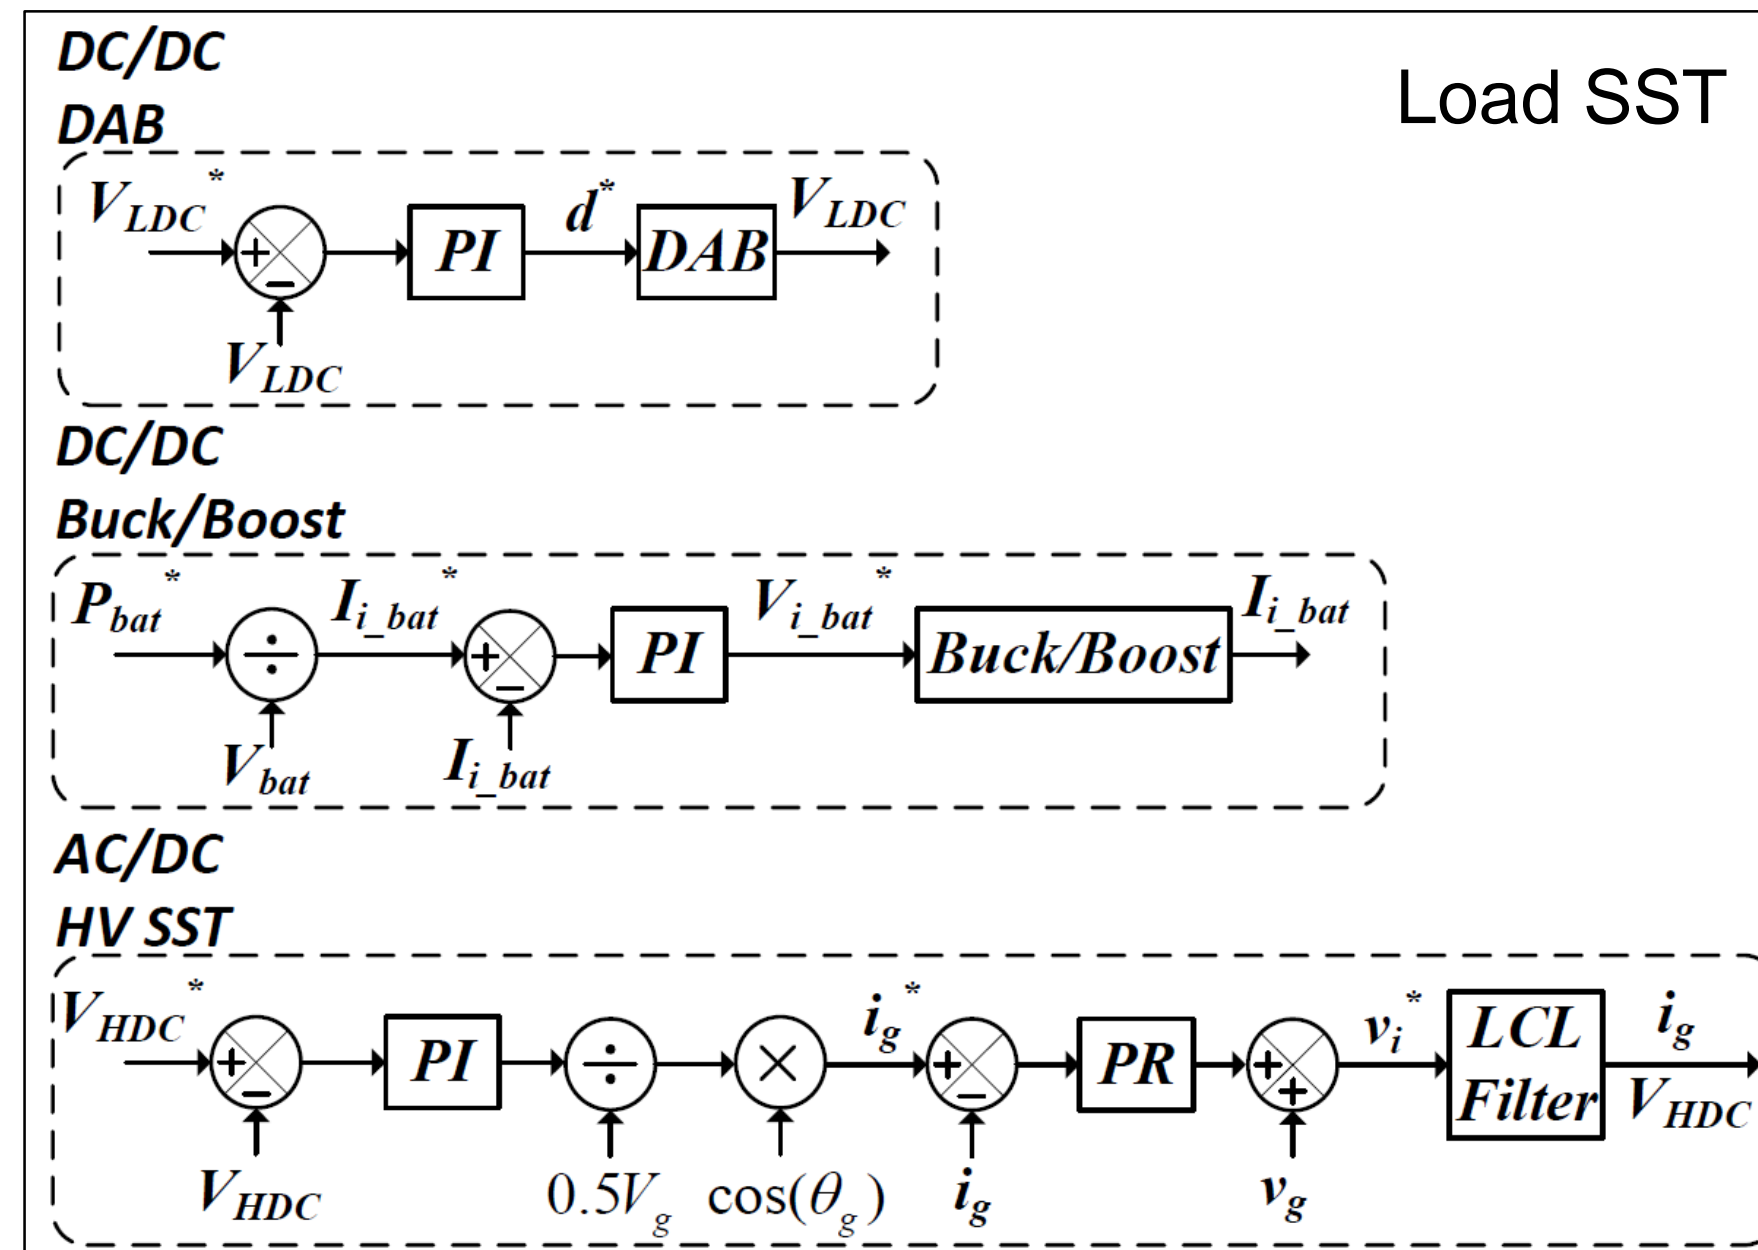 DC/DC
Load SST
DAB
V_LDC* d* V_LDC
+ PI DAB
−
V_LDC
DC/DC
Buck/Boost
P_bat* I_i_bat* V_i_bat* I_i_bat
÷ + PI Buck/Boost
−
V_bat I_i_bat
AC/DC
HV SST
V_HDC* i_g* v_i* LCL i_g
+ PI ÷ × + PR +
− − + Filter V_HDC
V_HDC 0.5V_g cos(θ_g) i_g v_g